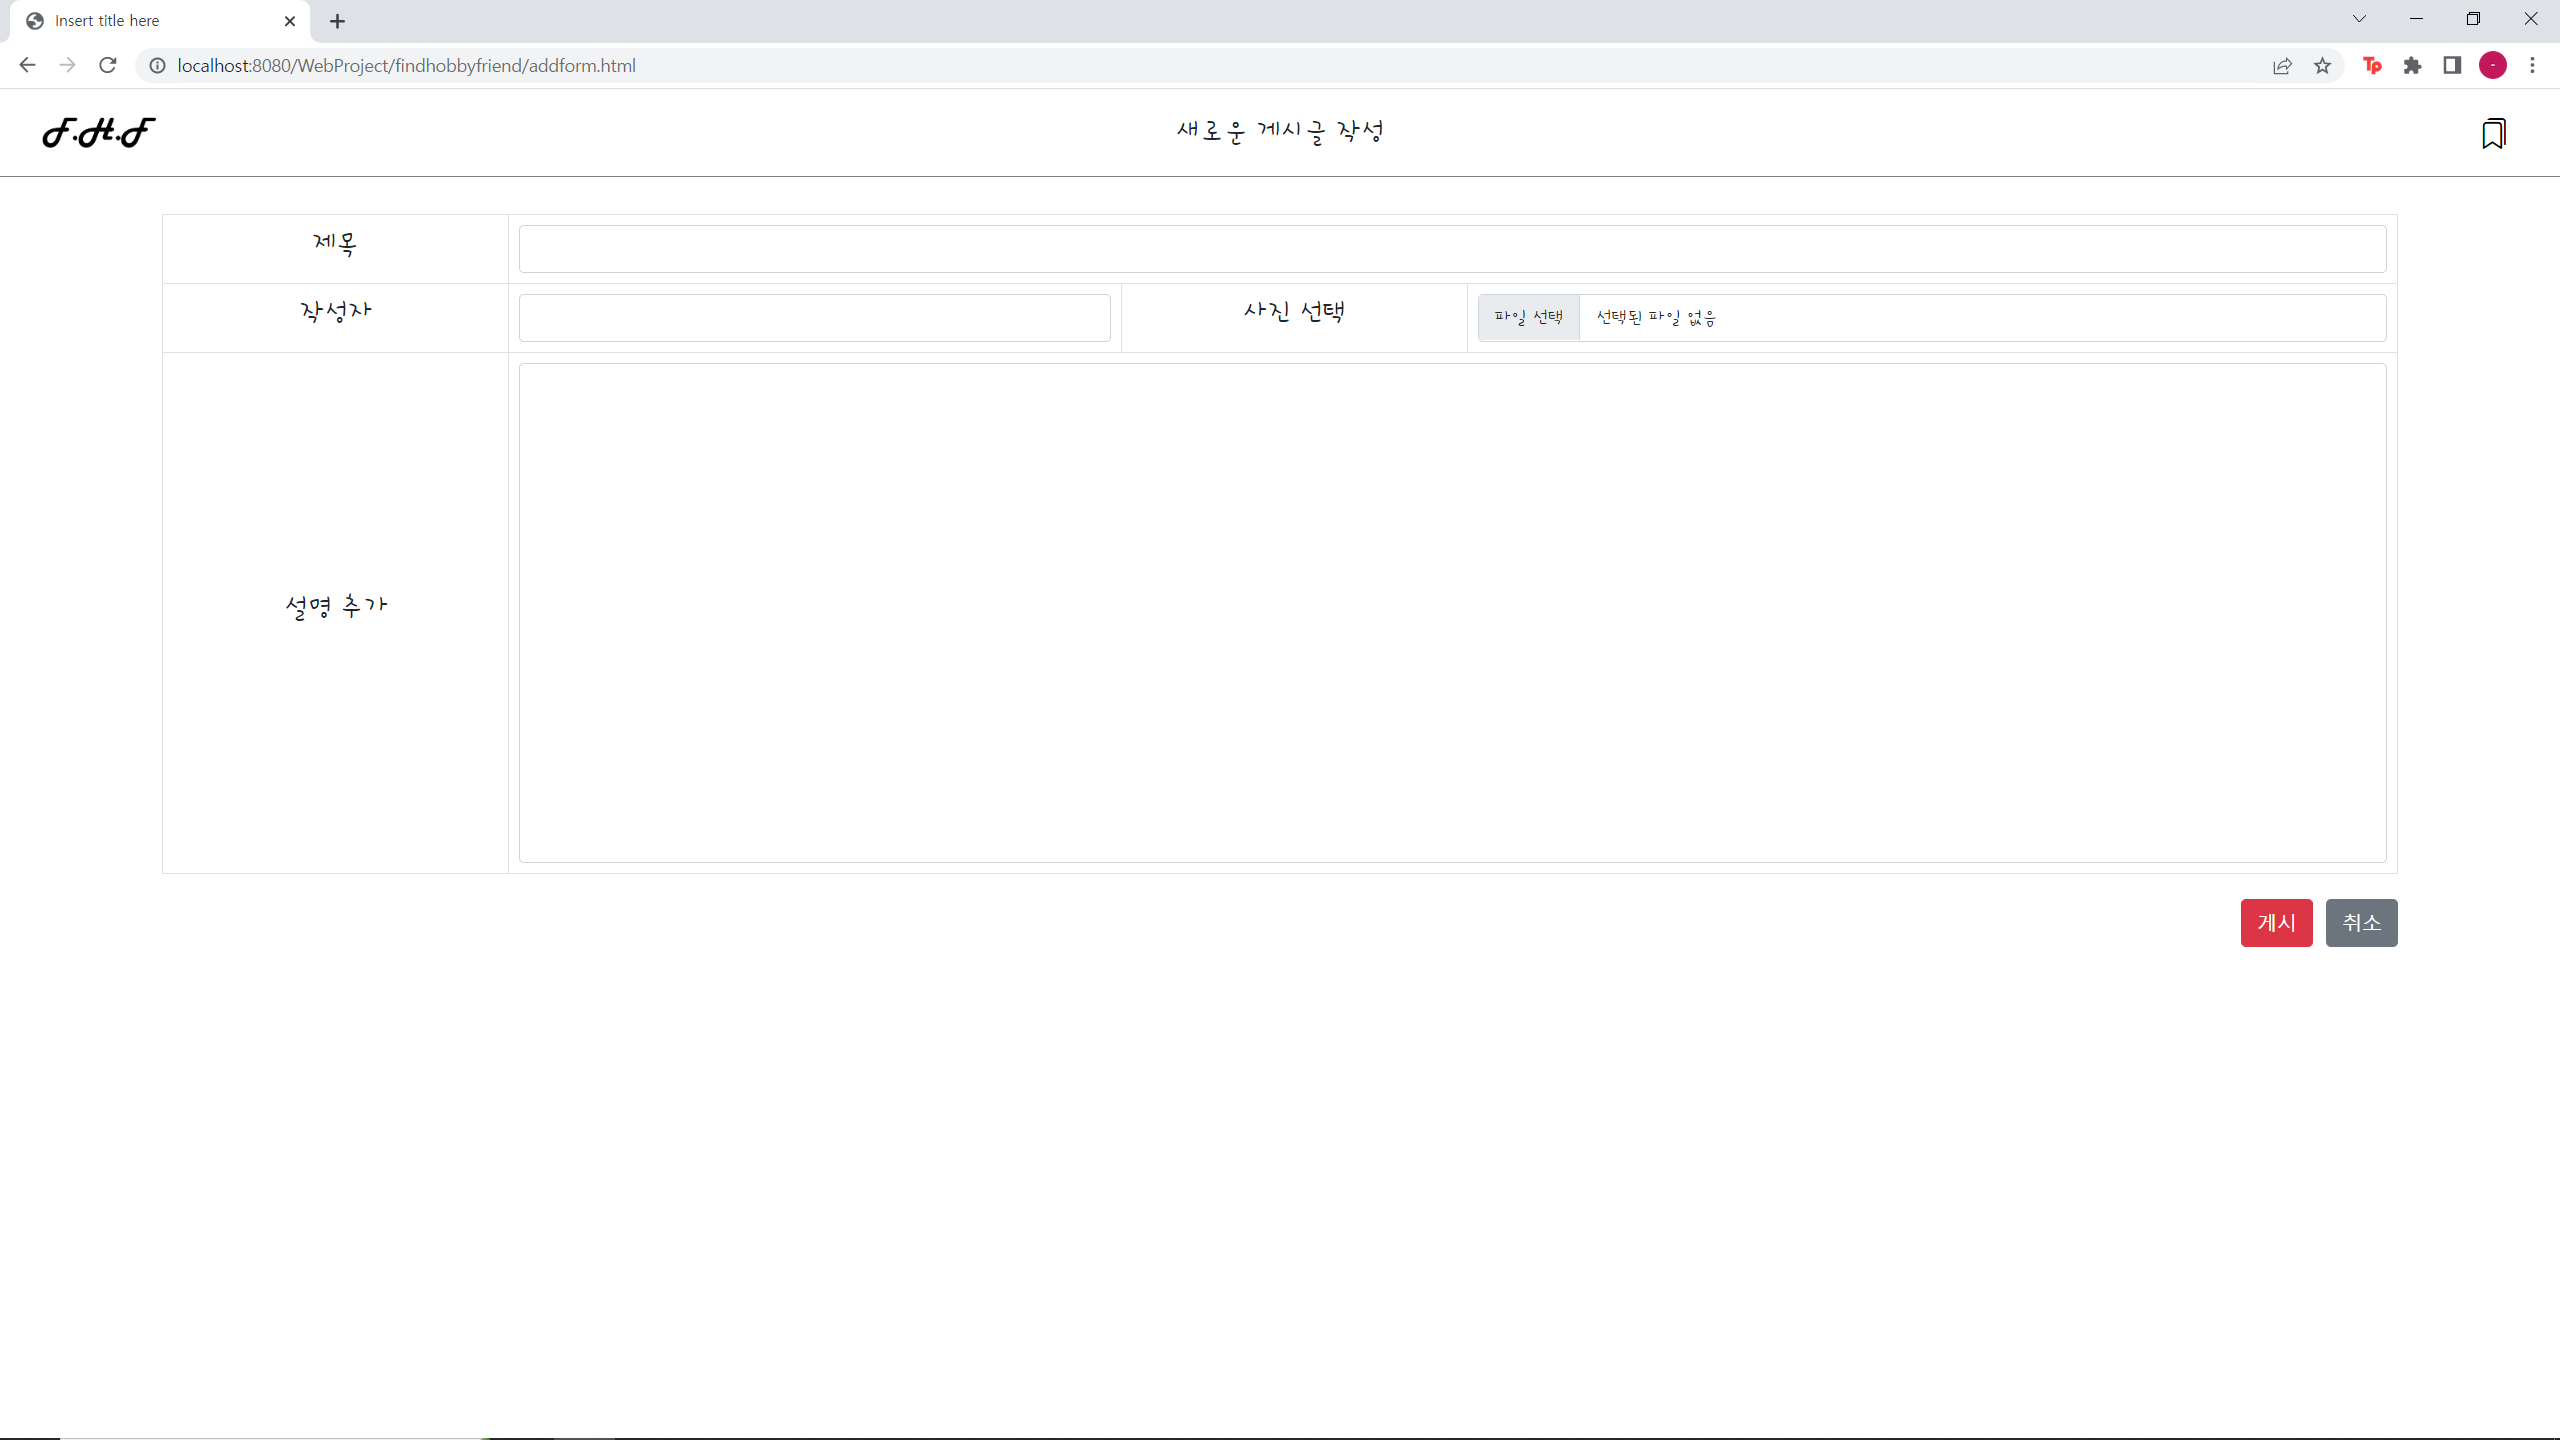 Insert title here
localhost:8080/WebProject/findhobbyfriend/addform.html
Tp
F.H.F
새로운 게시글 작성
제목
작성자
사진 선택
파일 선택 선택된 파일 없음
설명 추가
게시 취소